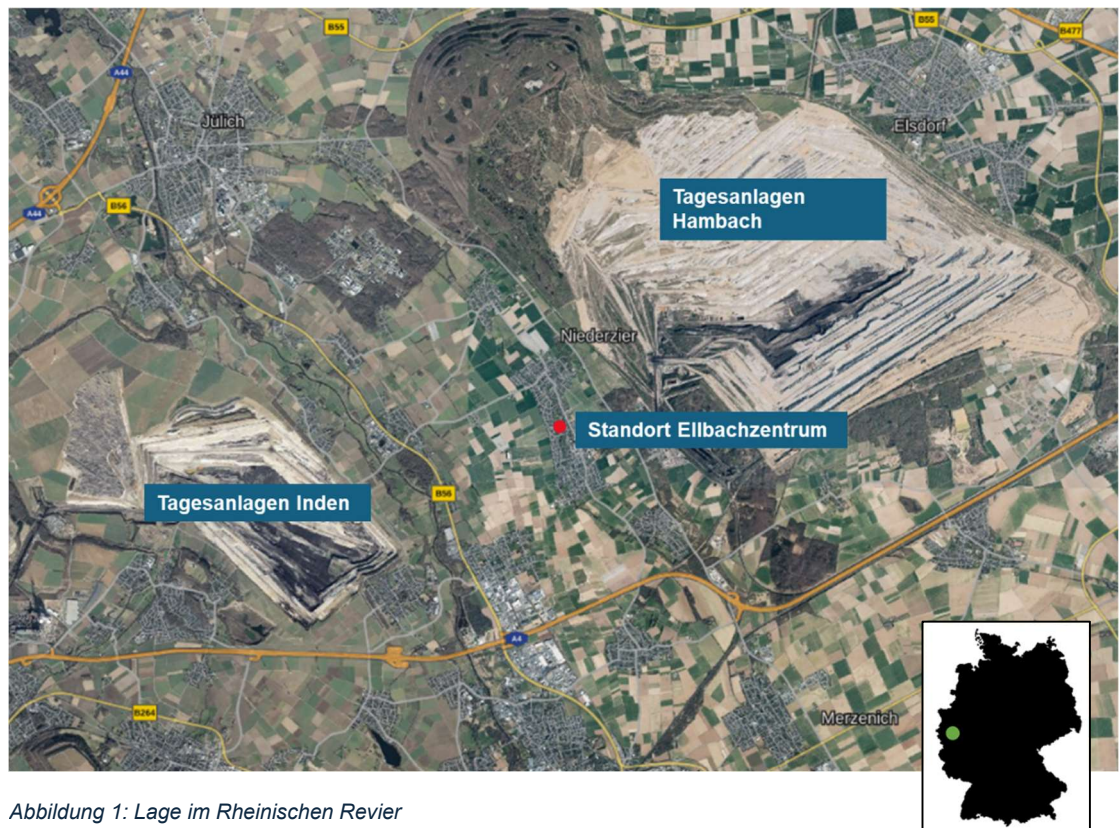 B55
B55
B477
A44
Jülich
Elsdorf
Tagesanlagen
Hambach
B56
A44
Niederzier
Standort Ellbachzentrum
B56
Tagesanlagen Inden
A4
B264
Merzenich
Abbildung 1: Lage im Rheinischen Revier